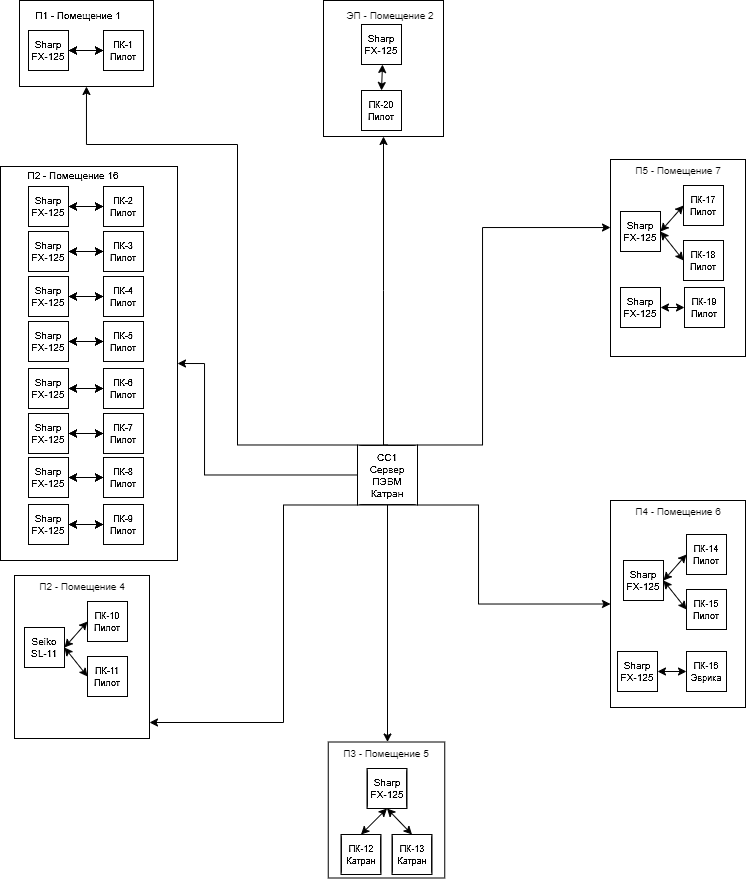 П1 - Помещение 1
Sharp
FX-125
ПК-1
Пилот
ЭП - Помещение 2
Sharp
FX-125
ПК-20
Пилот
П2 - Помещение 16
Sharp
FX-125
ПК-2
Пилот
Sharp
FX-125
ПК-3
Пилот
Sharp
FX-125
ПК-4
Пилот
Sharp
FX-125
ПК-5
Пилот
Sharp
FX-125
ПК-6
Пилот
Sharp
FX-125
ПК-7
Пилот
Sharp
FX-125
ПК-8
Пилот
Sharp
FX-125
ПК-9
Пилот
П5 - Помещение 7
Sharp
FX-125
ПК-17
Пилот
ПК-18
Пилот
Sharp
FX-125
ПК-19
Пилот
СС1
Сервер
ПЭВМ
Катран
П2 - Помещение 4
Seiko
SL-11
ПК-10
Пилот
ПК-11
Пилот
П4 - Помещение 6
Sharp
FX-125
ПК-14
Пилот
ПК-15
Пилот
Sharp
FX-125
ПК-16
Эврика
П3 - Помещение 5
Sharp
FX-125
ПК-12
Катран
ПК-13
Катран